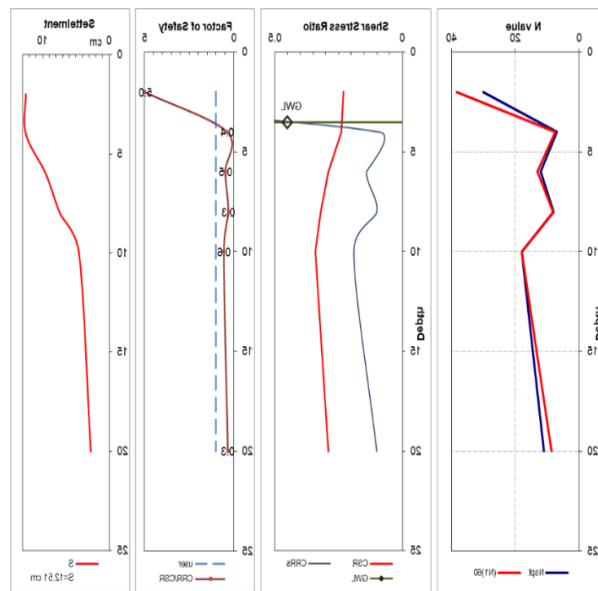 N value
0 20 40
5
10
15
20
25
Depth
Nspt
(N1)60
Shear Stress Ratio
0 0.5
0
5
10
15
20
25
Depth
GWL
CSR
CRRs
GWL
Factor of Safety
0 5
0
5
10
15
20
25
5.0
0.4
0.5
0.3
0.6
0.3
user
CRR/CSR
Settelment
0 10 cm
0
5
10
15
20
25
S
S=12.51 cm